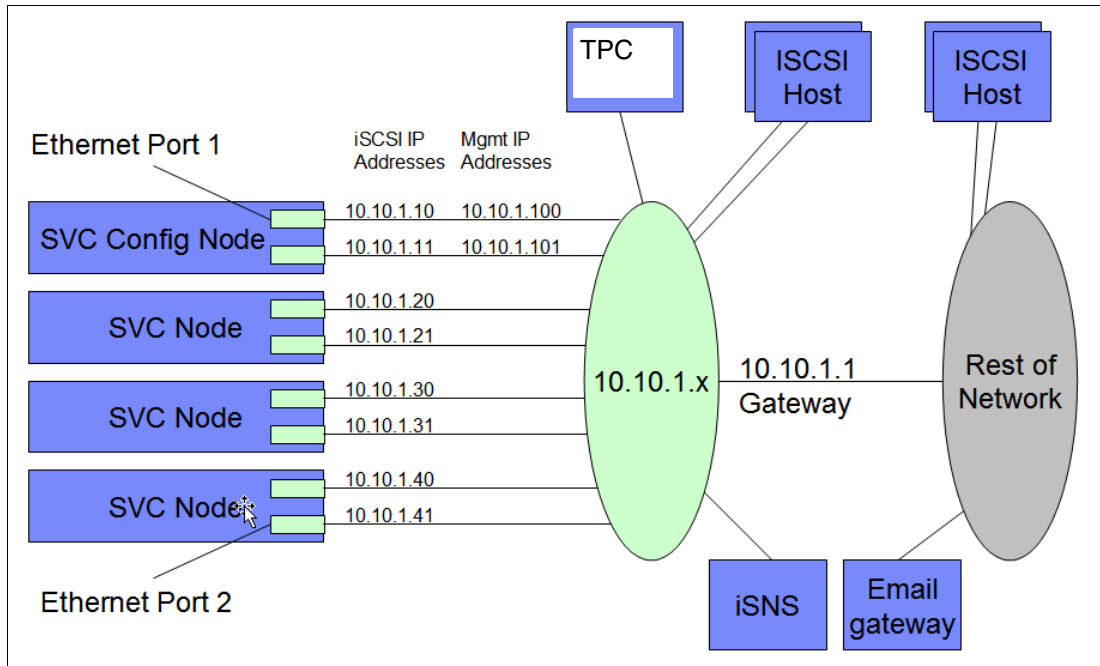 TPC
ISCSI
Host
ISCSI
Host
Ethernet Port 1
iSCSI IP
Addresses
Mgmt IP
Addresses
SVC Config Node
10.10.1.10
10.10.1.100
10.10.1.11
10.10.1.101
SVC Node
10.10.1.20
10.10.1.21
SVC Node
10.10.1.30
10.10.1.31
SVC Node
10.10.1.40
10.10.1.41
Ethernet Port 2
10.10.1.x
10.10.1.1
Gateway
Rest of
Network
iSNS
Email
gateway